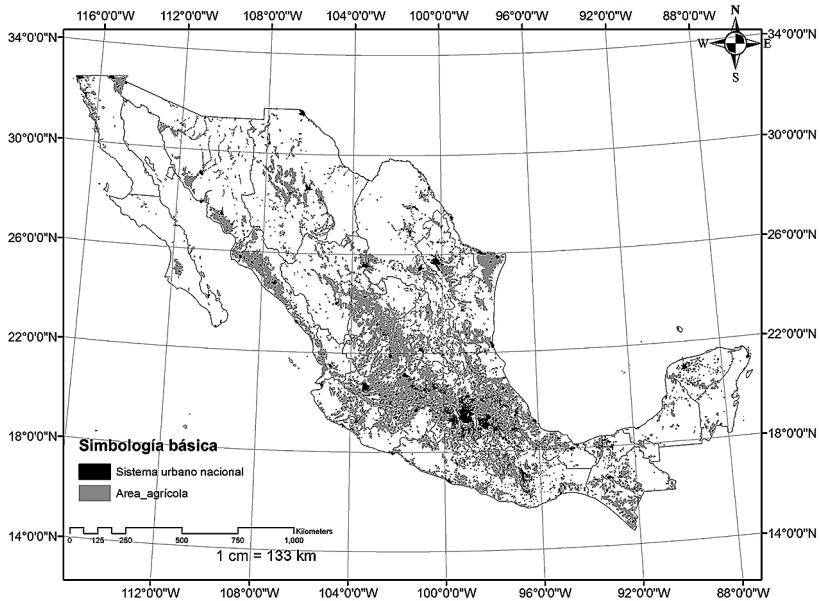 116°0'0"W 112°0'0"W 108°0'0"W 104°0'0"W 100°0'0"W 96°0'0"W 92°0'0"W 88°0'0"W
N
W E
S
34°0'0"N 34°0'0"N
30°0'0"N 30°0'0"N
26°0'0"N 26°0'0"N
22°0'0"N 22°0'0"N
18°0'0"N 18°0'0"N
Simbología básica
Sistema urbano nacional
Area_agrícola
Kilometers
0 125 250 500 750 1,000
14°0'0"N 14°0'0"N
1 cm = 133 km
112°0'0"W 108°0'0"W 104°0'0"W 100°0'0"W 96°0'0"W 92°0'0"W 88°0'0"W